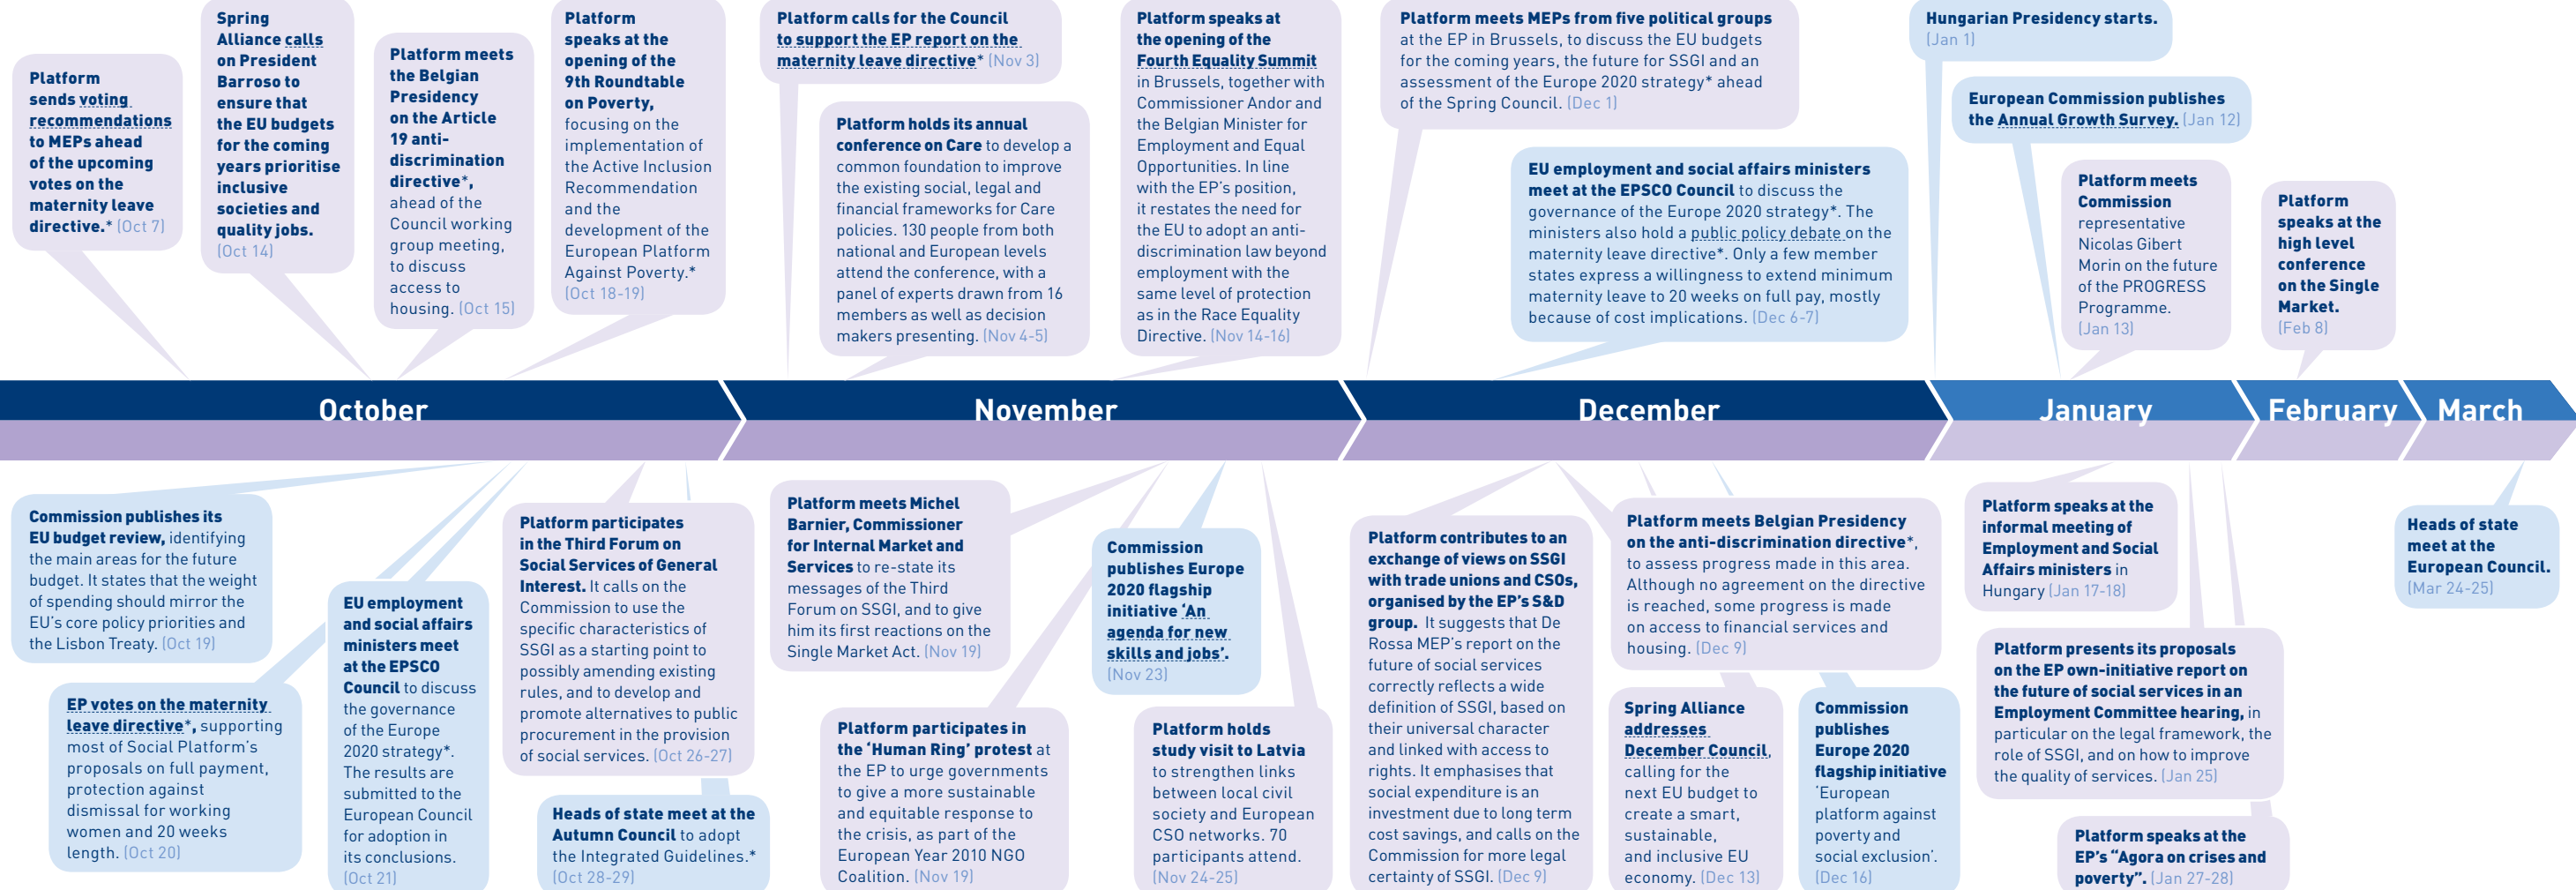 Platform
sends voting
recommendations
to MEPs ahead
of the upcoming
votes on the
maternity leave
directive.* (Oct 7)
Spring
Alliance calls
on President
Barroso to
ensure that
the EU budgets
for the coming
years prioritise
inclusive
societies and
quality jobs.
(Oct 14)
Platform meets
the Belgian
Presidency
on the Article
19 anti-
discrimination
directive*,
ahead of the
Council working
group meeting,
to discuss
access to
housing. (Oct 15)
Platform
speaks at the
opening of the
9th Roundtable
on Poverty,
focusing on the
implementation of
the Active Inclusion
Recommendation
and the
development of the
European Platform
Against Poverty.*
(Oct 18-19)
Platform calls for the Council
to support the EP report on the
maternity leave directive* (Nov 3)
Platform holds its annual
conference on Care to develop a
common foundation to improve
the existing social, legal and
financial frameworks for Care
policies. 130 people from both
national and European levels
attend the conference, with a
panel of experts drawn from 16
members as well as decision
makers presenting. (Nov 4-5)
Platform speaks at
the opening of the
Fourth Equality Summit
in Brussels, together with
Commissioner Andor and
the Belgian Minister for
Employment and Equal
Opportunities. In line
with the EP's position,
it restates the need for
the EU to adopt an anti-
discrimination law beyond
employment with the
same level of protection
as in the Race Equality
Directive. (Nov 14-16)
Platform meets MEPs from five political groups
at the EP in Brussels, to discuss the EU budgets
for the coming years, the future for SSGI and an
assessment of the Europe 2020 strategy* ahead
of the Spring Council. (Dec 1)
EU employment and social affairs ministers
meet at the EPSCO Council to discuss the
governance of the Europe 2020 strategy*. The
ministers also hold a public policy debate on the
maternity leave directive*. Only a few member
states express a willingness to extend minimum
maternity leave to 20 weeks on full pay, mostly
because of cost implications. (Dec 6-7)
Hungarian Presidency starts.
(Jan 1)
European Commission publishes
the Annual Growth Survey. (Jan 12)
Platform meets
Commission
representative
Nicolas Gibert
Morin on the future
of the PROGRESS
Programme.
(Jan 13)
Platform
speaks at the
high level
conference
on the Single
Market.
(Feb 8)
October
November
December
January
February
March
Commission publishes its
EU budget review, identifying
the main areas for the future
budget. It states that the weight
of spending should mirror the
EU's core policy priorities and
the Lisbon Treaty. (Oct 19)
EP votes on the maternity
leave directive*, supporting
most of Social Platform's
proposals on full payment,
protection against
dismissal for working
women and 20 weeks
length. (Oct 20)
EU employment
and social affairs
ministers meet
at the EPSCO
Council to discuss
the governance
of the Europe
2020 strategy*.
The results are
submitted to the
European Council
for adoption in
its conclusions.
(Oct 21)
Platform participates
in the Third Forum on
Social Services of General
Interest. It calls on the
Commission to use the
specific characteristics of
SSGI as a starting point to
possibly amending existing
rules, and to develop and
promote alternatives to public
procurement in the provision
of social services. (Oct 26-27)
Heads of state meet at the
Autumn Council to adopt
the Integrated Guidelines.*
(Oct 28-29)
Platform meets Michel
Barnier, Commissioner
for Internal Market and
Services to re-state its
messages of the Third
Forum on SSGI, and to give
him its first reactions on the
Single Market Act. (Nov 19)
Platform participates in
the 'Human Ring' protest at
the EP to urge governments
to give a more sustainable
and equitable response to
the crisis, as part of the
European Year 2010 NGO
Coalition. (Nov 19)
Commission
publishes Europe
2020 flagship
initiative 'An
agenda for new
skills and jobs'.
(Nov 23)
Platform holds
study visit to Latvia
to strengthen links
between local civil
society and European
CSO networks. 70
participants attend.
(Nov 24-25)
Platform contributes to an
exchange of views on SSGI
with trade unions and CSOs,
organised by the EP's S&D
group. It suggests that De
Rossa MEP's report on the
future of social services
correctly reflects a wide
definition of SSGI, based on
their universal character
and linked with access to
rights. It emphasises that
social expenditure is an
investment due to long term
cost savings, and calls on the
Commission for more legal
certainty of SSGI. (Dec 9)
Platform meets Belgian Presidency
on the anti-discrimination directive*,
to assess progress made in this area.
Although no agreement on the directive
is reached, some progress is made
on access to financial services and
housing. (Dec 9)
Spring Alliance
addresses
December Council,
calling for the
next EU budget to
create a smart,
sustainable,
and inclusive EU
economy. (Dec 13)
Commission
publishes
Europe 2020
flagship initiative
'European
platform against
poverty and
social exclusion'.
(Dec 16)
Platform speaks at the
informal meeting of
Employment and Social
Affairs ministers in
Hungary (Jan 17-18)
Platform presents its proposals
on the EP own-initiative report on
the future of social services in an
Employment Committee hearing, in
particular on the legal framework, the
role of SSGI, and on how to improve
the quality of services. (Jan 25)
Platform speaks at the
EP's "Agora on crises and
poverty". (Jan 27-28)
Heads of state
meet at the
European Council.
(Mar 24-25)